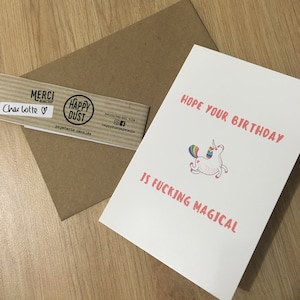 MERCI
Charlotte ♡
HAPPY
DUST
HOPE YOUR BIRTHDAY
IS FUCKING MAGICAL